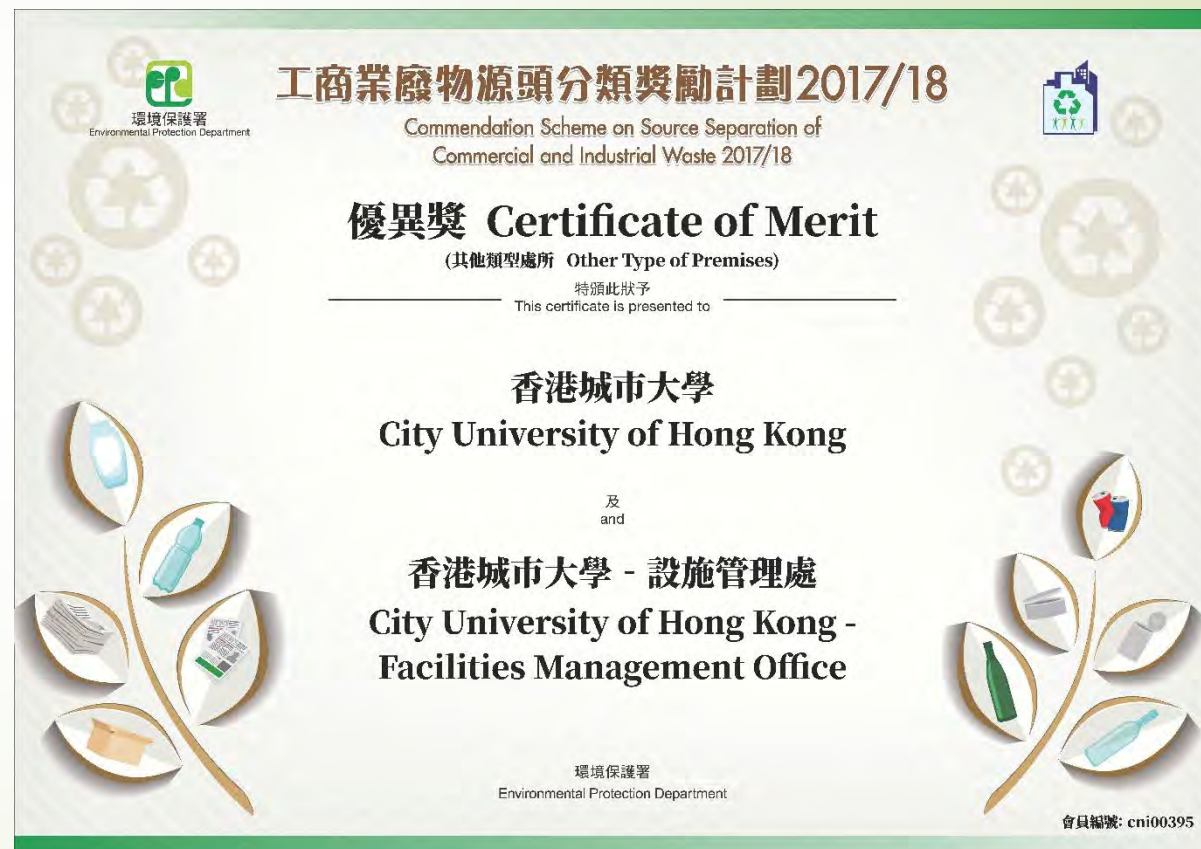 環境保護署
Environmental Protection Department
工商業廢物源頭分類獎勵計劃2017/18
Commendation Scheme on Source Separation of
Commercial and Industrial Waste 2017/18
優異獎 Certificate of Merit
(其他類型處所 Other Type of Premises)
特頒此狀予
This certificate is presented to
香港城市大學
City University of Hong Kong
及
and
香港城市大學 - 設施管理處
City University of Hong Kong -
Facilities Management Office
環境保護署
Environmental Protection Department
會員編號: cni00395